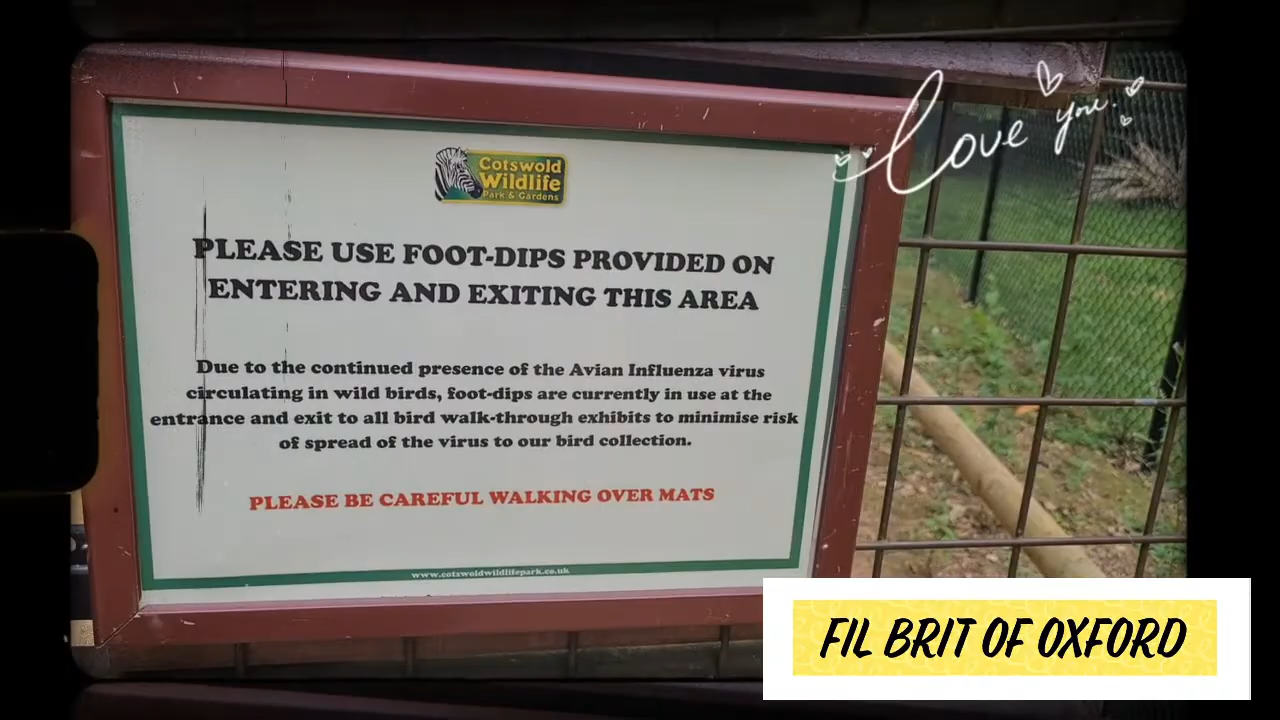 Love you
Cotswold
Wildlife
Park & Gardens
PLEASE USE FOOT-DIPS PROVIDED ON
ENTERING AND EXITING THIS AREA
Due to the continued presence of the Avian Influenza virus
circulating in wild birds, foot-dips are currently in use at the
entrance and exit to all bird walk-through exhibits to minimise risk
of spread of the virus to our bird collection.
PLEASE BE CAREFUL WALKING OVER MATS
www.cotswoldwildlifepark.co.uk
FIL BRIT OF OXFORD